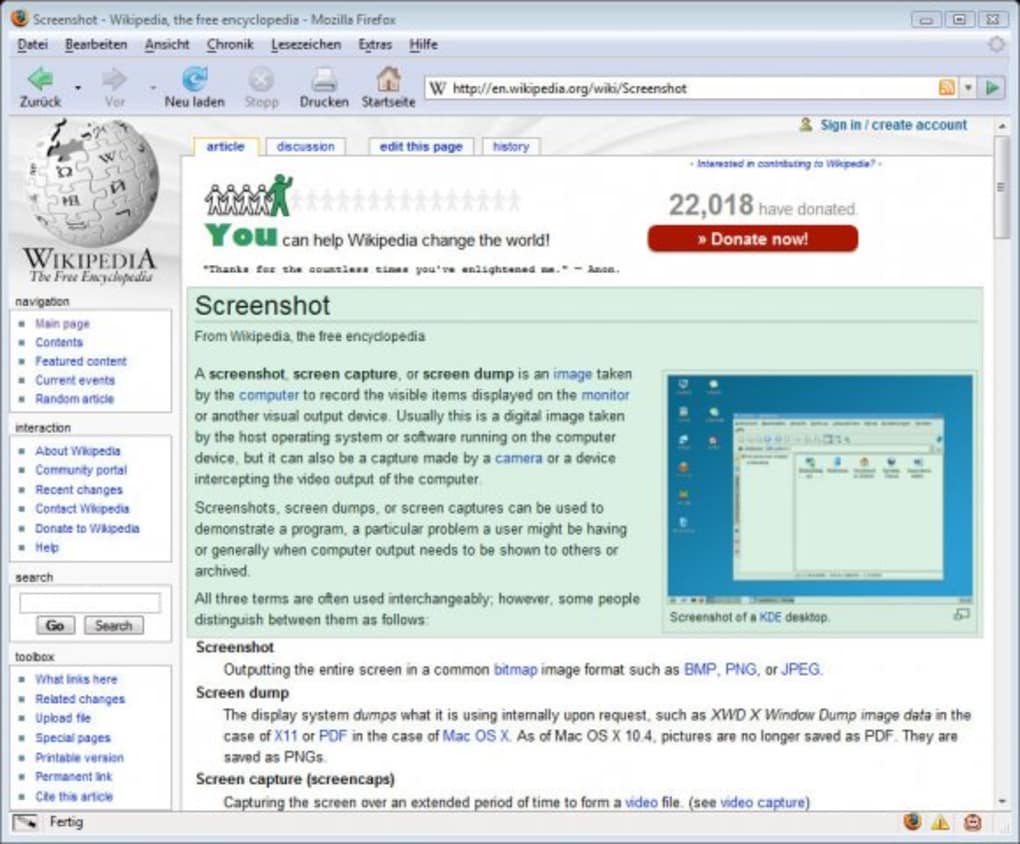 Screenshot - Wikipedia, the free encyclopedia - Mozilla Firefox
Datei Bearbeiten Ansicht Chronik Lesezeichen Extras Hilfe
Zurück Vor Neu laden Stopp Drucken Startseite
W http://en.wikipedia.org/wiki/Screenshot
Sign in / create account
article discussion edit this page history
- Interested in contributing to Wikipedia? -
22,018 have donated.
You can help Wikipedia change the world!
» Donate now!
"Thanks for the countless times you've enlightened me." — Anon.
WIKIPEDIA
The Free Encyclopedia
navigation
Main page
Contents
Featured content
Current events
Random article
interaction
About Wikipedia
Community portal
Recent changes
Contact Wikipedia
Donate to Wikipedia
Help
search
Go Search
toolbox
What links here
Related changes
Upload file
Special pages
Printable version
Permanent link
Cite this article
Screenshot
From Wikipedia, the free encyclopedia
A screenshot, screen capture, or screen dump is an image taken
by the computer to record the visible items displayed on the monitor
or another visual output device. Usually this is a digital image taken
by the host operating system or software running on the computer
device, but it can also be a capture made by a camera or a device
intercepting the video output of the computer.
Screenshots, screen dumps, or screen captures can be used to
demonstrate a program, a particular problem a user might be having
or generally when computer output needs to be shown to others or
archived.
All three terms are often used interchangeably; however, some people
distinguish between them as follows:
Screenshot of a KDE desktop.
Screenshot
Outputting the entire screen in a common bitmap image format such as BMP, PNG, or JPEG.
Screen dump
The display system dumps what it is using internally upon request, such as XWD X Window Dump image data in the
case of X11 or PDF in the case of Mac OS X. As of Mac OS X 10.4, pictures are no longer saved as PDF. They are
saved as PNGs.
Screen capture (screencaps)
Capturing the screen over an extended period of time to form a video file. (see video capture)
Fertig